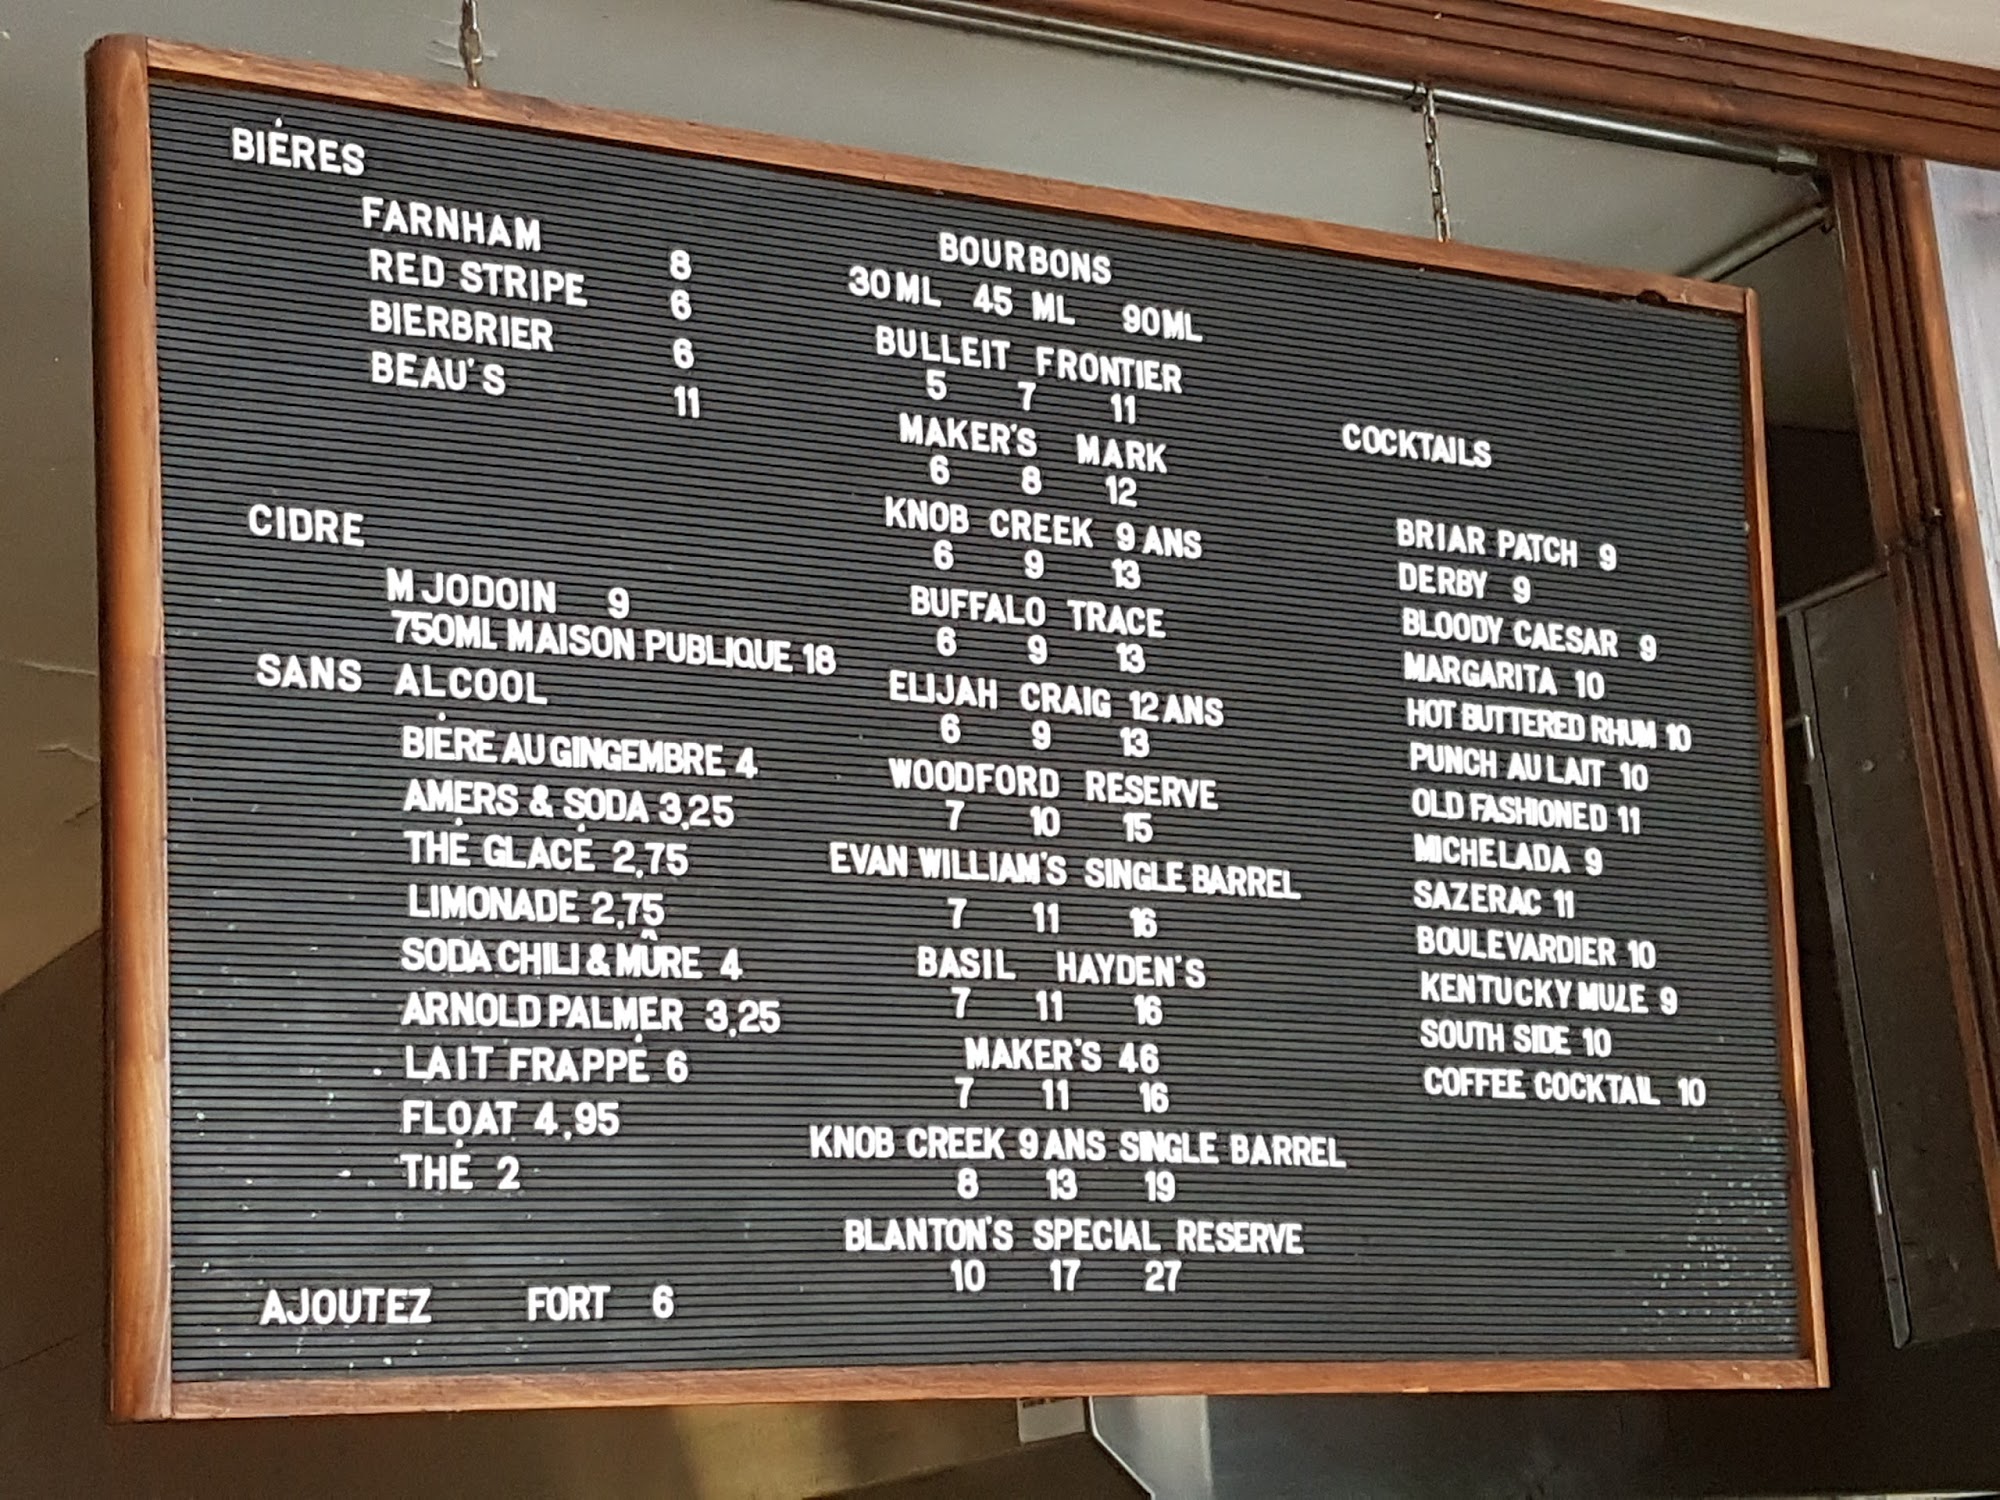 BIÉRES
FARNHAM 8
RED STRIPE 6
BIERBRIER 6
BEAU'S 11
CIDRE
M JODOIN 9
750ML MAISON PUBLIQUE 18
SANS ALCOOL
BIÉRE AU GINGEMBRE 4
AMERS & SODA 3,25
THÉ GLACÉ 2,75
LIMONADE 2,75
SODA CHILI & MÛRE 4
ARNOLD PALMER 3,25
LAIT FRAPPÉ 6
FLOAT 4,95
THÉ 2
AJOUTEZ FORT 6
BOURBONS
30ML 45 ML 90ML
BULLEIT FRONTIER
5 7 11
MAKER'S MARK
6 8 12
KNOB CREEK 9 ANS
6 9 13
BUFFALO TRACE
6 9 13
ELIJAH CRAIG 12 ANS
6 9 13
WOODFORD RESERVE
7 10 15
EVAN WILLIAM'S SINGLE BARREL
7 11 16
BASIL HAYDEN'S
7 11 16
MAKER'S 46
7 11 16
KNOB CREEK 9 ANS SINGLE BARREL
8 13 19
BLANTON'S SPECIAL RESERVE
10 17 27
COCKTAILS
BRIAR PATCH 9
DERBY 9
BLOODY CAESAR 9
MARGARITA 10
HOT BUTTERED RHUM 10
PUNCH AU LAIT 10
OLD FASHIONED 11
MICHELADA 9
SAZERAC 11
BOULEVARDIER 10
KENTUCKY MULE 9
SOUTH SIDE 10
COFFEE COCKTAIL 10